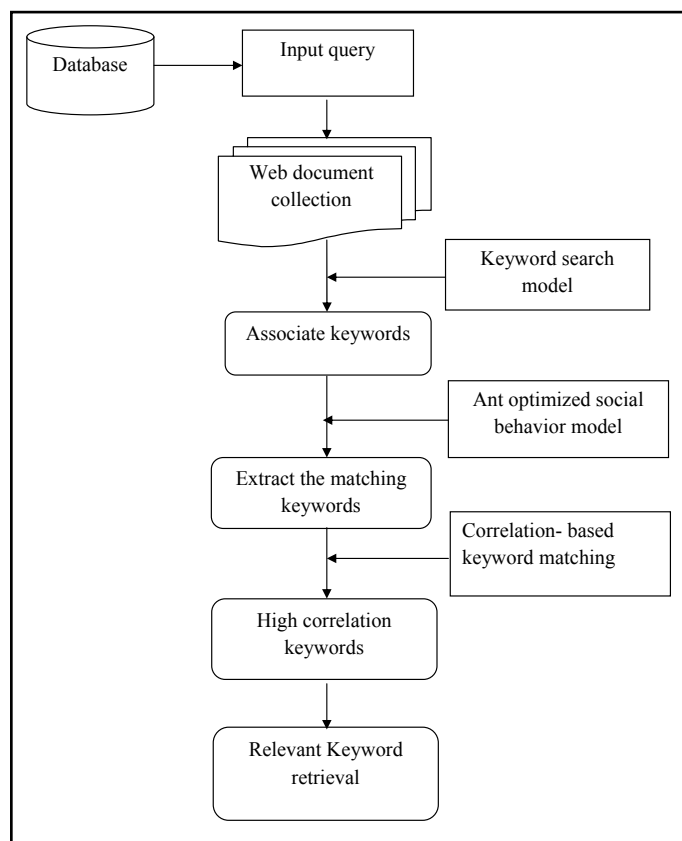 Database
Input query
Web document
collection
Keyword search
model
Associate keywords
Ant optimized social
behavior model
Extract the matching
keywords
Correlation- based
keyword matching
High correlation
keywords
Relevant Keyword
retrieval